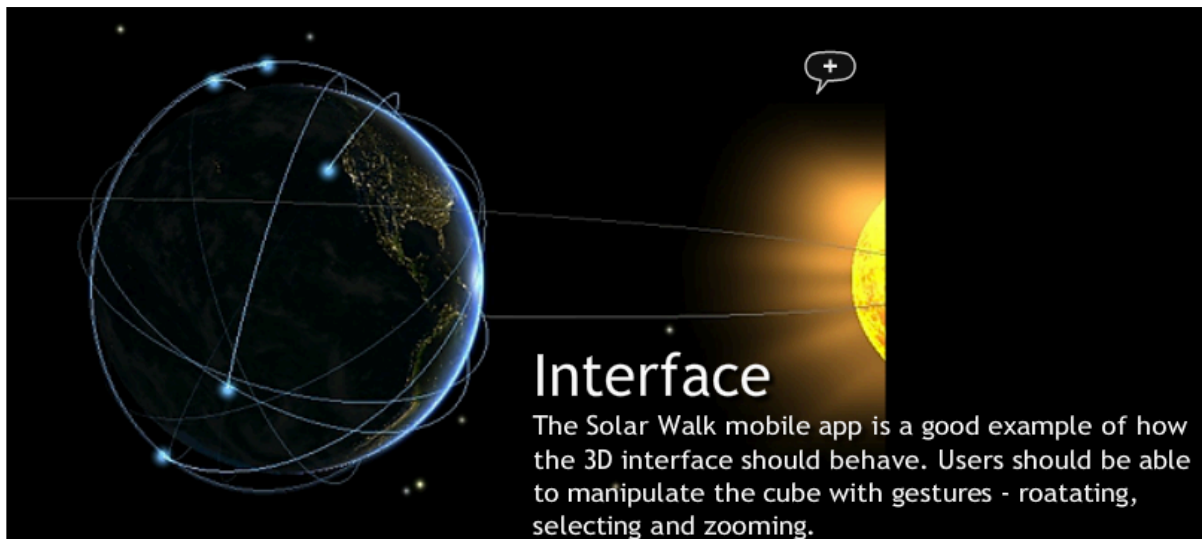 +
Interface
The Solar Walk mobile app is a good example of how
the 3D interface should behave. Users should be able
to manipulate the cube with gestures - roatating,
selecting and zooming.